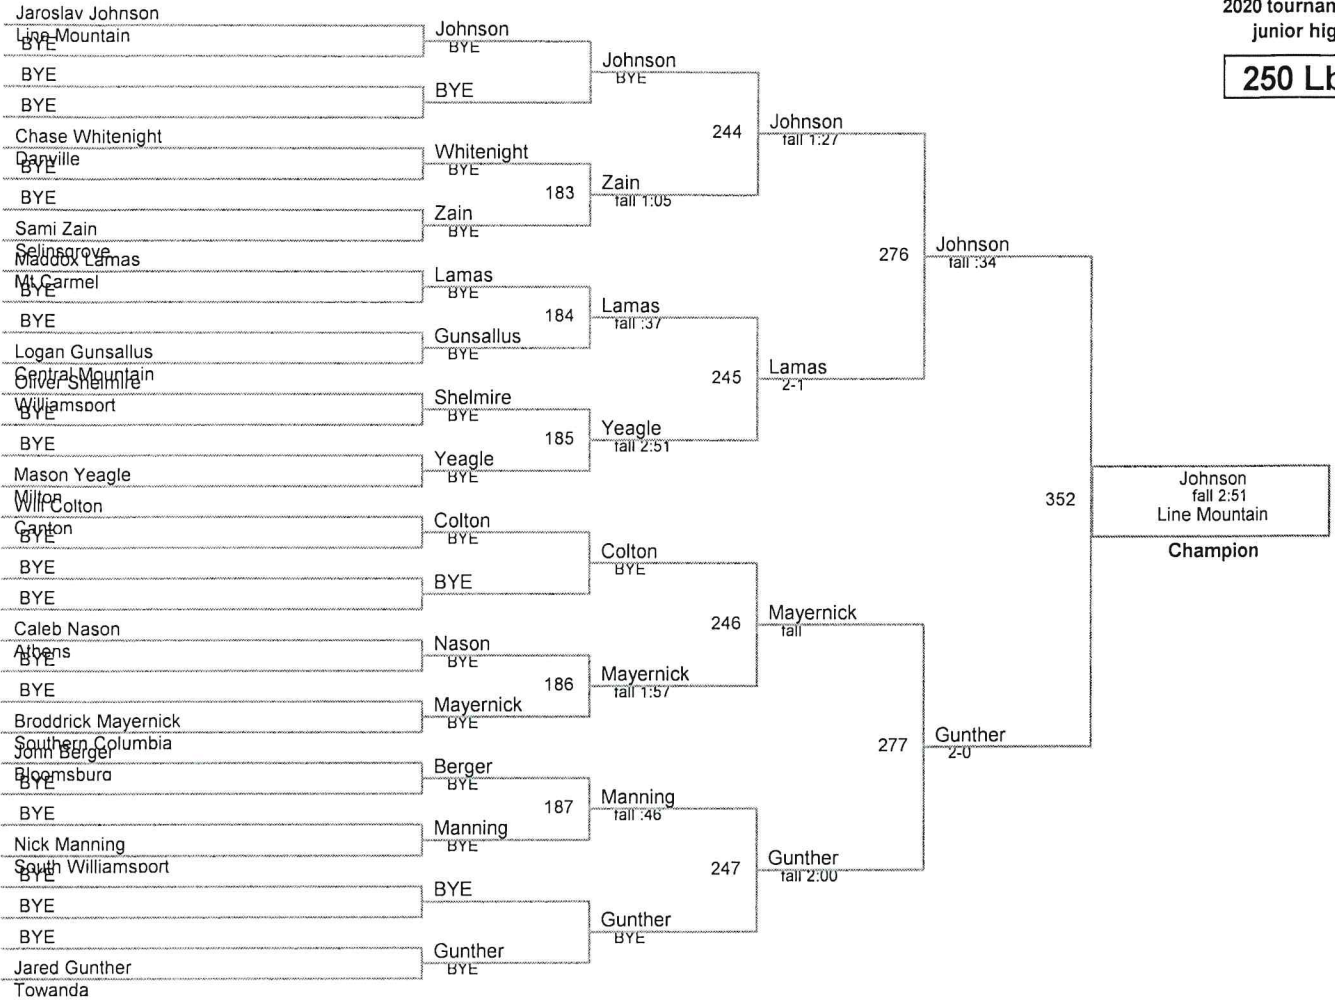 2020 tournam
junior hig
250 Lb
Jaroslav Johnson
Line Mountain
BYE
BYE
BYE
Chase Whitenight
Danville
BYE
BYE
Sami Zain
Selinsgrove
Maddox Lamas
Mt Carmel
BYE
BYE
Logan Gunsallus
Central Mountain
Oliver Shelmire
Williamsport
BYE
BYE
Mason Yeagle
Milton
Will Colton
Canton
BYE
BYE
BYE
Caleb Nason
Athens
BYE
BYE
Broddrick Mayernick
Southern Columbia
John Berger
Bloomsburg
BYE
BYE
Nick Manning
South Williamsport
BYE
BYE
BYE
Jared Gunther
Towanda
Johnson
BYE
BYE
Whitenight
BYE
183
Zain
BYE
Lamas
BYE
184
Gunsallus
BYE
Shelmire
BYE
185
Yeagle
BYE
Colton
BYE
BYE
Nason
BYE
186
Mayernick
BYE
Berger
BYE
187
Manning
BYE
BYE
Gunther
BYE
Johnson
BYE
244
Zain
fall 1:05
Lamas
fall :37
245
Yeagle
fall 2:51
Colton
BYE
246
Mayernick
fall 1:57
Manning
fall :46
247
Gunther
BYE
Johnson
fall 1:27
276
Lamas
2-1
Mayernick
fall
277
Gunther
fall 2:00
Johnson
fall :34
352
Gunther
2-0
Johnson
fall 2:51
Line Mountain
Champion